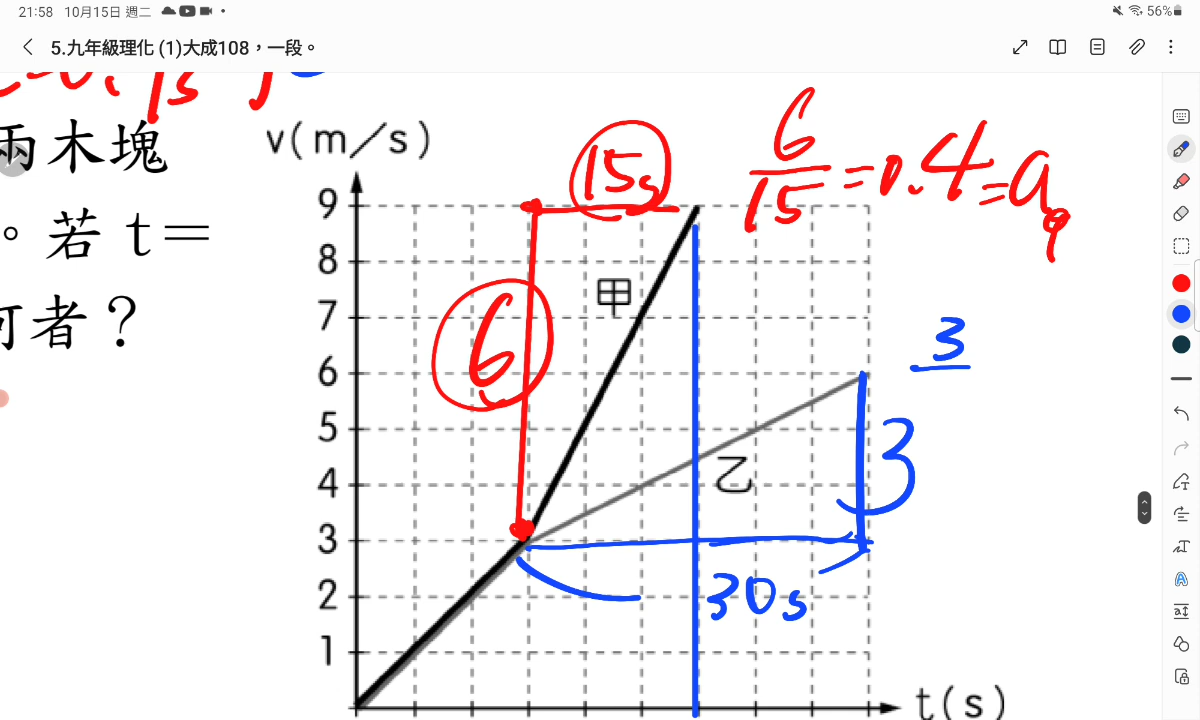 21:58 10月15日 週二 56%
5.九年級理化 (1)大成108，一段。
兩木塊
。若 t＝
何者？
v(m／s)
15s
6/15=0.4=a甲
9
8
7
6
5
4
3
2
1
甲
6
乙
3
3
30s
t(s)